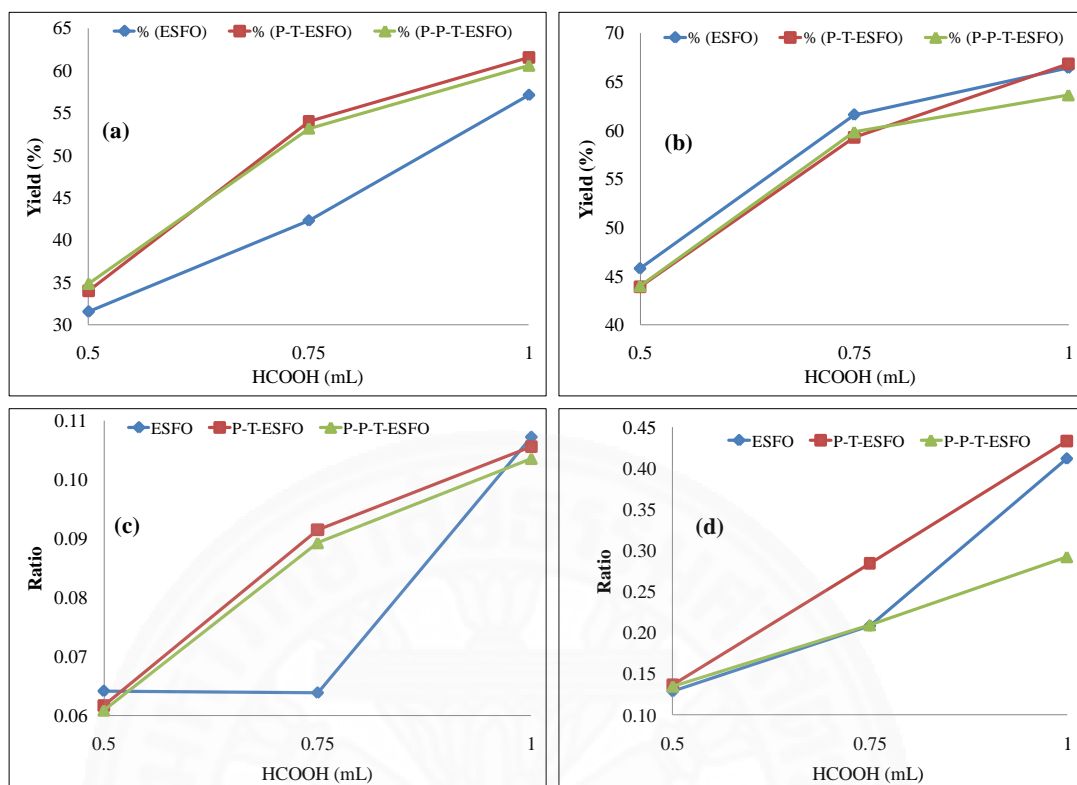 % (ESFO) % (P-T-ESFO) % (P-P-T-ESFO)
(a)
Yield (%)
65
60
55
50
45
40
35
30
0.5 0.75 1
HCOOH (mL)
% (ESFO) % (P-T-ESFO) % (P-P-T-ESFO)
(b)
Yield (%)
70
65
60
55
50
45
40
0.5 0.75 1
HCOOH (mL)
ESFO P-T-ESFO P-P-T-ESFO
(c)
Ratio
0.11
0.10
0.09
0.08
0.07
0.06
0.5 0.75 1
HCOOH (mL)
ESFO P-T-ESFO P-P-T-ESFO
(d)
Ratio
0.45
0.40
0.35
0.30
0.25
0.20
0.15
0.10
0.5 0.75 1
HCOOH (mL)